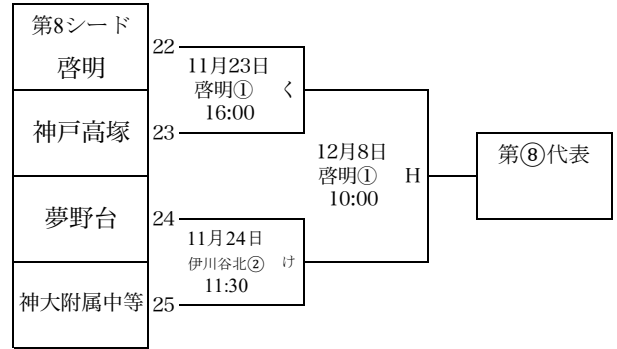 第8シード
啓明
22
11月23日
啓明① く
16:00
神戸高塚
23
12月8日
啓明① H
10:00
第⑧代表
夢野台
24
11月24日
伊川谷北② け
11:30
神大附属中等
25